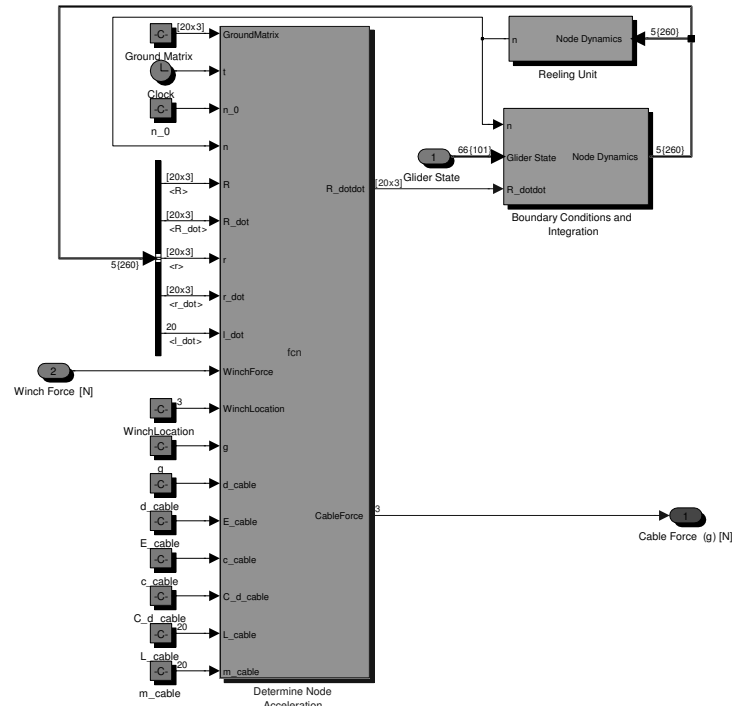 -C-
[20x3]
GroundMatrix
Ground Matrix
t
Clock
-C-
n_0
n_0
n
[20x3]
R
<R>
[20x3]
R_dot
<R_dot>
5{260}
[20x3]
r
<r>
[20x3]
r_dot
<r_dot>
20
l_dot
<l_dot>
fcn
2
WinchForce
Winch Force [N]
-C-
3
WinchLocation
WinchLocation
-C-
g
g
-C-
d_cable
d_cable
-C-
E_cable
E_cable
-C-
c_cable
c_cable
-C-
C_d_cable
C_d_cable
-C-
20
L_cable
L_cable
-C-
20
m_cable
m_cable
R_dotdot
[20x3]
CableForce
3
Determine Node
Acceleration
n
Node Dynamics
5{260}
Reeling Unit
n
66{101}
1
Glider State
Node Dynamics
5{260}
Glider State
R_dotdot
Boundary Conditions and
Integration
1
Cable Force (g) [N]